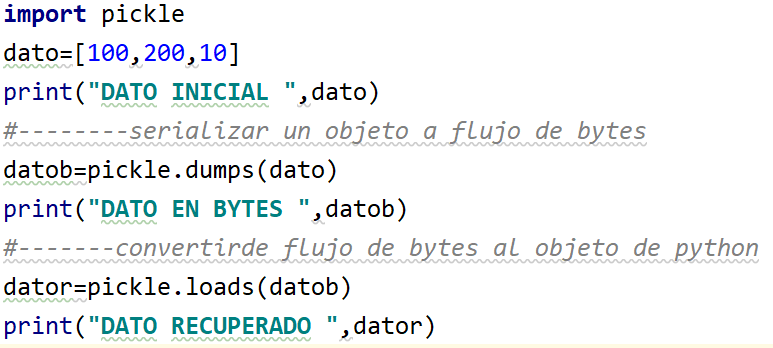 import pickle
dato=[100,200,10]
print("DATO INICIAL ",dato)
#--------serializar un objeto a flujo de bytes
datob=pickle.dumps(dato)
print("DATO EN BYTES ",datob)
#-------convertirde flujo de bytes al objeto de python
dator=pickle.loads(datob)
print("DATO RECUPERADO ",dator)